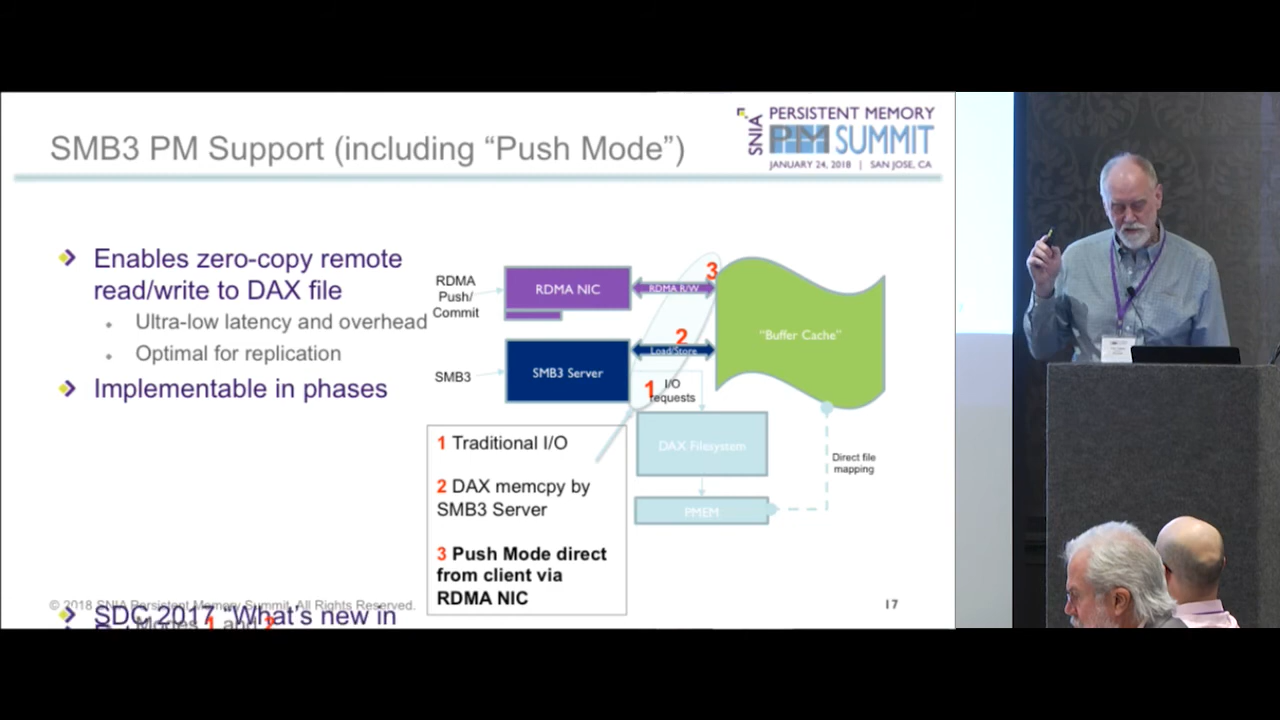 SMB3 PM Support (including “Push Mode”)
SNIA
PERSISTENT MEMORY
PM SUMMIT
JANUARY 24, 2018 | SAN JOSE, CA
Enables zero-copy remote
read/write to DAX file
Ultra-low latency and overhead
Optimal for replication
Implementable in phases
RDMA
Push/
Commit
RDMA NIC
RDMA R/W
3
“Buffer Cache”
2
Load/Store
SMB3
SMB3 Server
1
I/O
requests
DAX Filesystem
Direct file
mapping
PMEM
1 Traditional I/O
2 DAX memcpy by
SMB3 Server
3 Push Mode direct
from client via
RDMA NIC
© 2018 SNIA Persistent Memory Summit. All Rights Reserved.
17
SDC 2017 “What’s new in
Modes 1 and 2